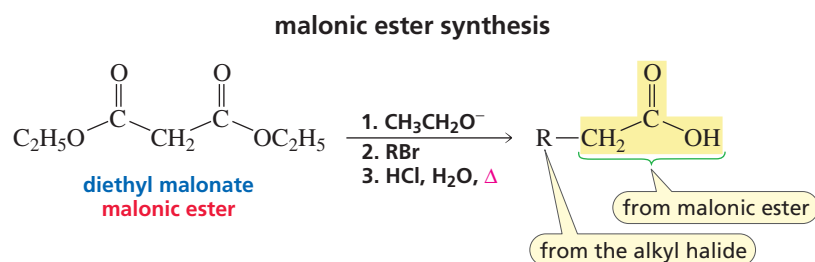 malonic ester synthesis
O O O
C C C
C₂H₅O CH₂ OC₂H₅ R—CH₂ OH
1. CH₃CH₂O⁻
2. RBr
3. HCl, H₂O, Δ
diethyl malonate
malonic ester
from malonic ester
from the alkyl halide